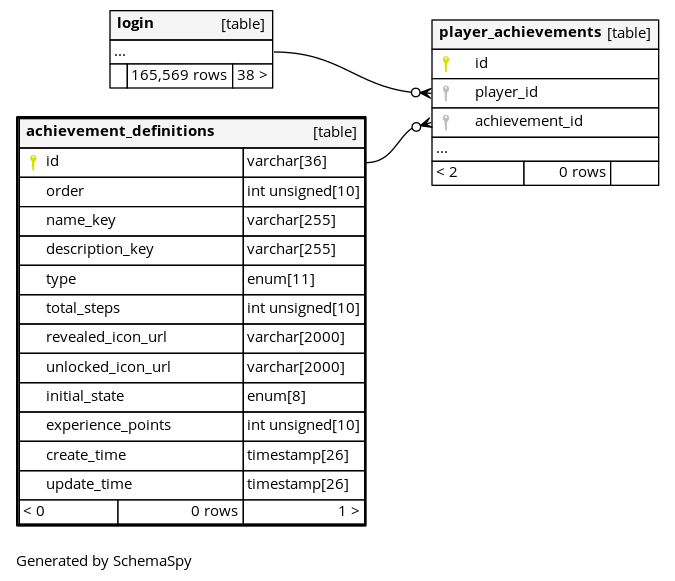 login [table]
...
165,569 rows 38 >
player_achievements [table]
id
player_id
achievement_id
...
< 2 0 rows
achievement_definitions [table]
id varchar[36]
order int unsigned[10]
name_key varchar[255]
description_key varchar[255]
type enum[11]
total_steps int unsigned[10]
revealed_icon_url varchar[2000]
unlocked_icon_url varchar[2000]
initial_state enum[8]
experience_points int unsigned[10]
create_time timestamp[26]
update_time timestamp[26]
< 0 0 rows 1 >
Generated by SchemaSpy